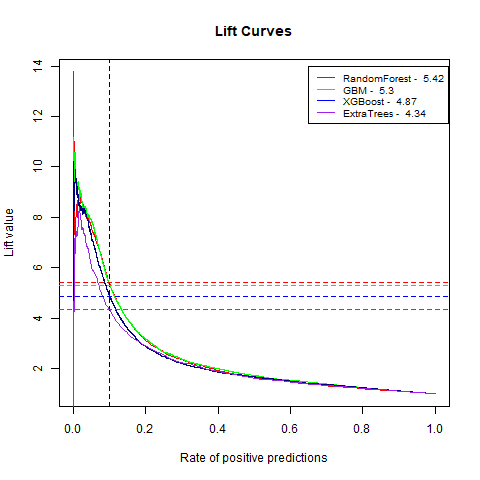 Lift Curves
RandomForest - 5.42
GBM - 5.3
XGBoost - 4.87
ExtraTrees - 4.34
Lift value
14
12
10
8
6
4
2
0.0 0.2 0.4 0.6 0.8 1.0
Rate of positive predictions